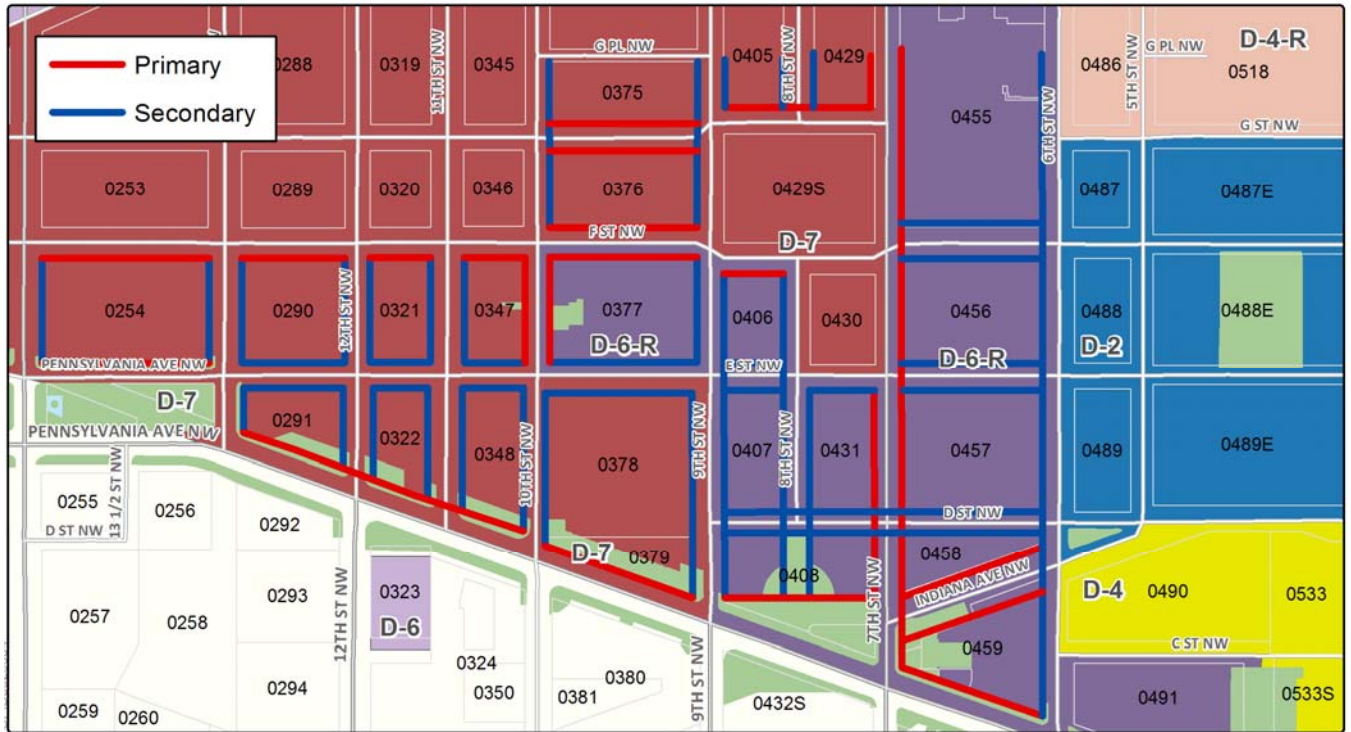 G PL NW
0405
8TH ST NW
0429
0486
5TH ST NW
G PL NW
D-4-R
0518
Primary
Secondary
0288
0319
11TH ST NW
0345
0375
0455
6TH ST NW
G ST NW
0253
0289
0320
0346
0376
0429S
0487
0487E
F ST NW
D-7
0254
0290
12TH ST NW
0321
0347
0377
0406
0430
0456
0488
0488E
D-6-R
D-6-R
D-2
PENNSYLVANIA AVE NW
E ST NW
D-7
0291
0322
0348
10TH ST NW
0378
9TH ST NW
0407
8TH ST NW
0431
0457
0489
0489E
PENNSYLVANIA AVE NW
13 1/2 ST NW
0255
0256
D ST NW
0292
D-7
0379
D ST NW
0458
0408
7TH ST NW
INDIANA AVE NW
0257
0258
0293
12TH ST NW
0323
D-6
D-4
0490
0533
0459
C ST NW
0294
0324
0350
0380
0381
9TH ST NW
0432S
0491
0533S
0259
0260